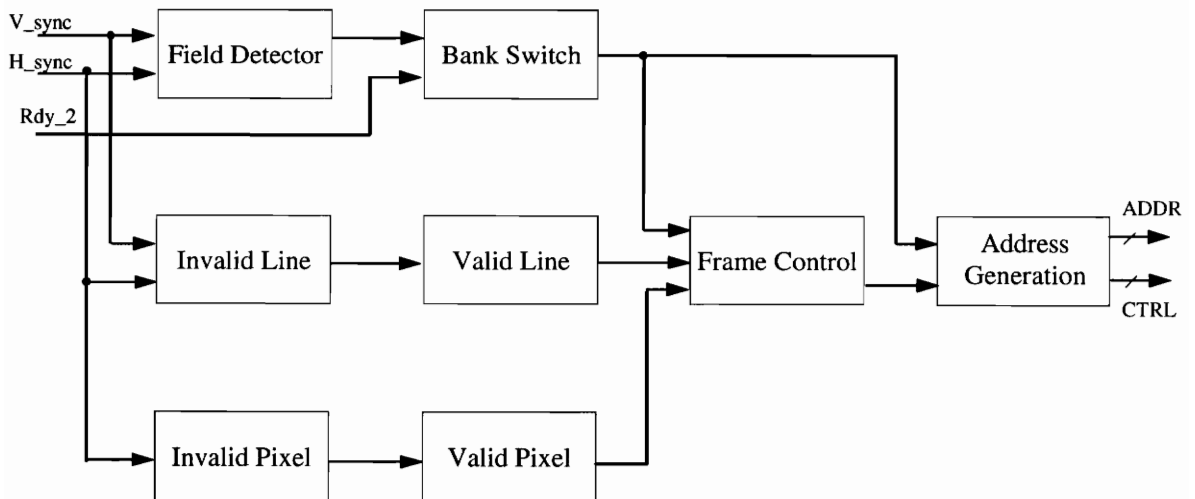 V_sync
H_sync
Rdy_2
Field Detector
Bank Switch
Invalid Line
Valid Line
Frame Control
Address
Generation
ADDR
CTRL
Invalid Pixel
Valid Pixel